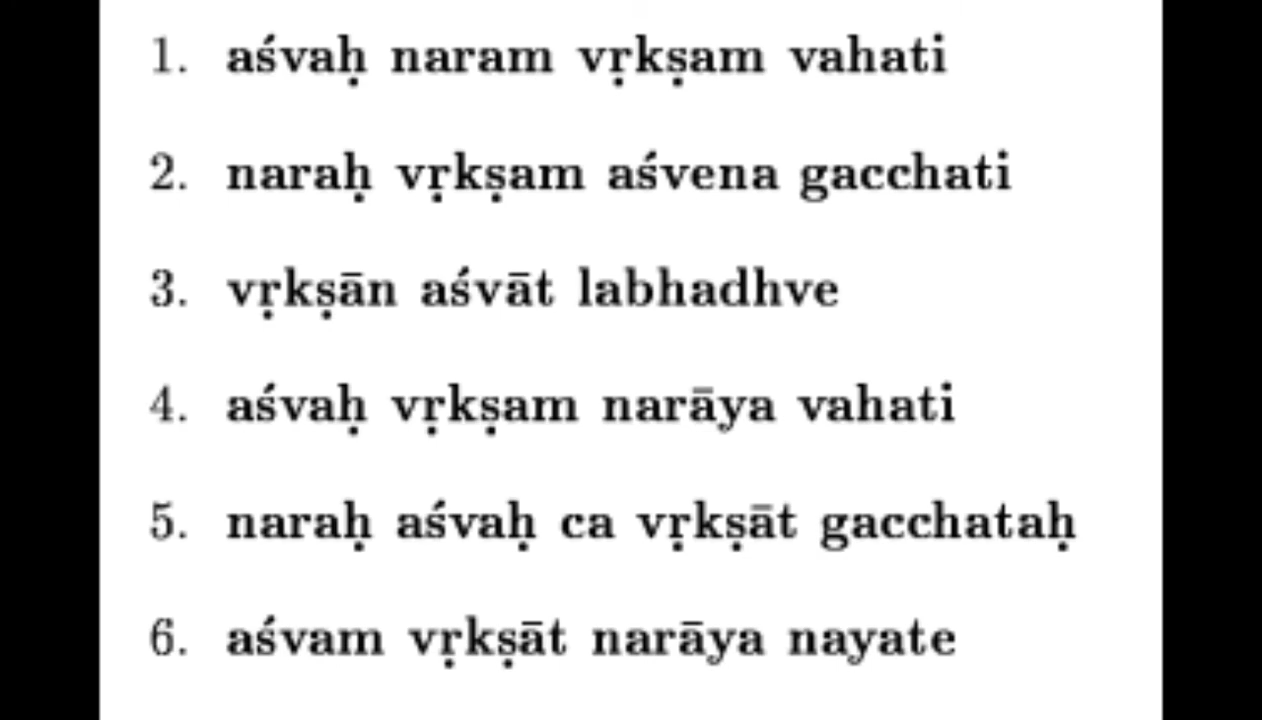 1. aśvaḥ naram vṛkṣam vahati
2. naraḥ vṛkṣam aśvena gacchati
3. vṛkṣān aśvāt labhadhve
4. aśvaḥ vṛkṣam narāya vahati
5. naraḥ aśvaḥ ca vṛkṣāt gacchataḥ
6. aśvam vṛkṣāt narāya nayate